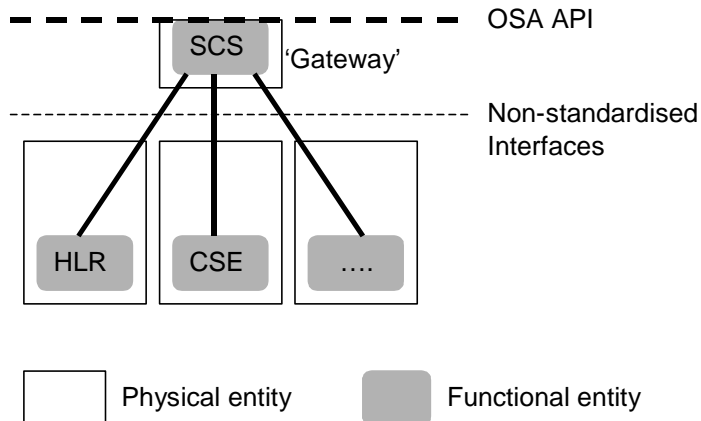 OSA API
SCS
‘Gateway’
Non-standardised
Interfaces
HLR
CSE
….
Physical entity
Functional entity